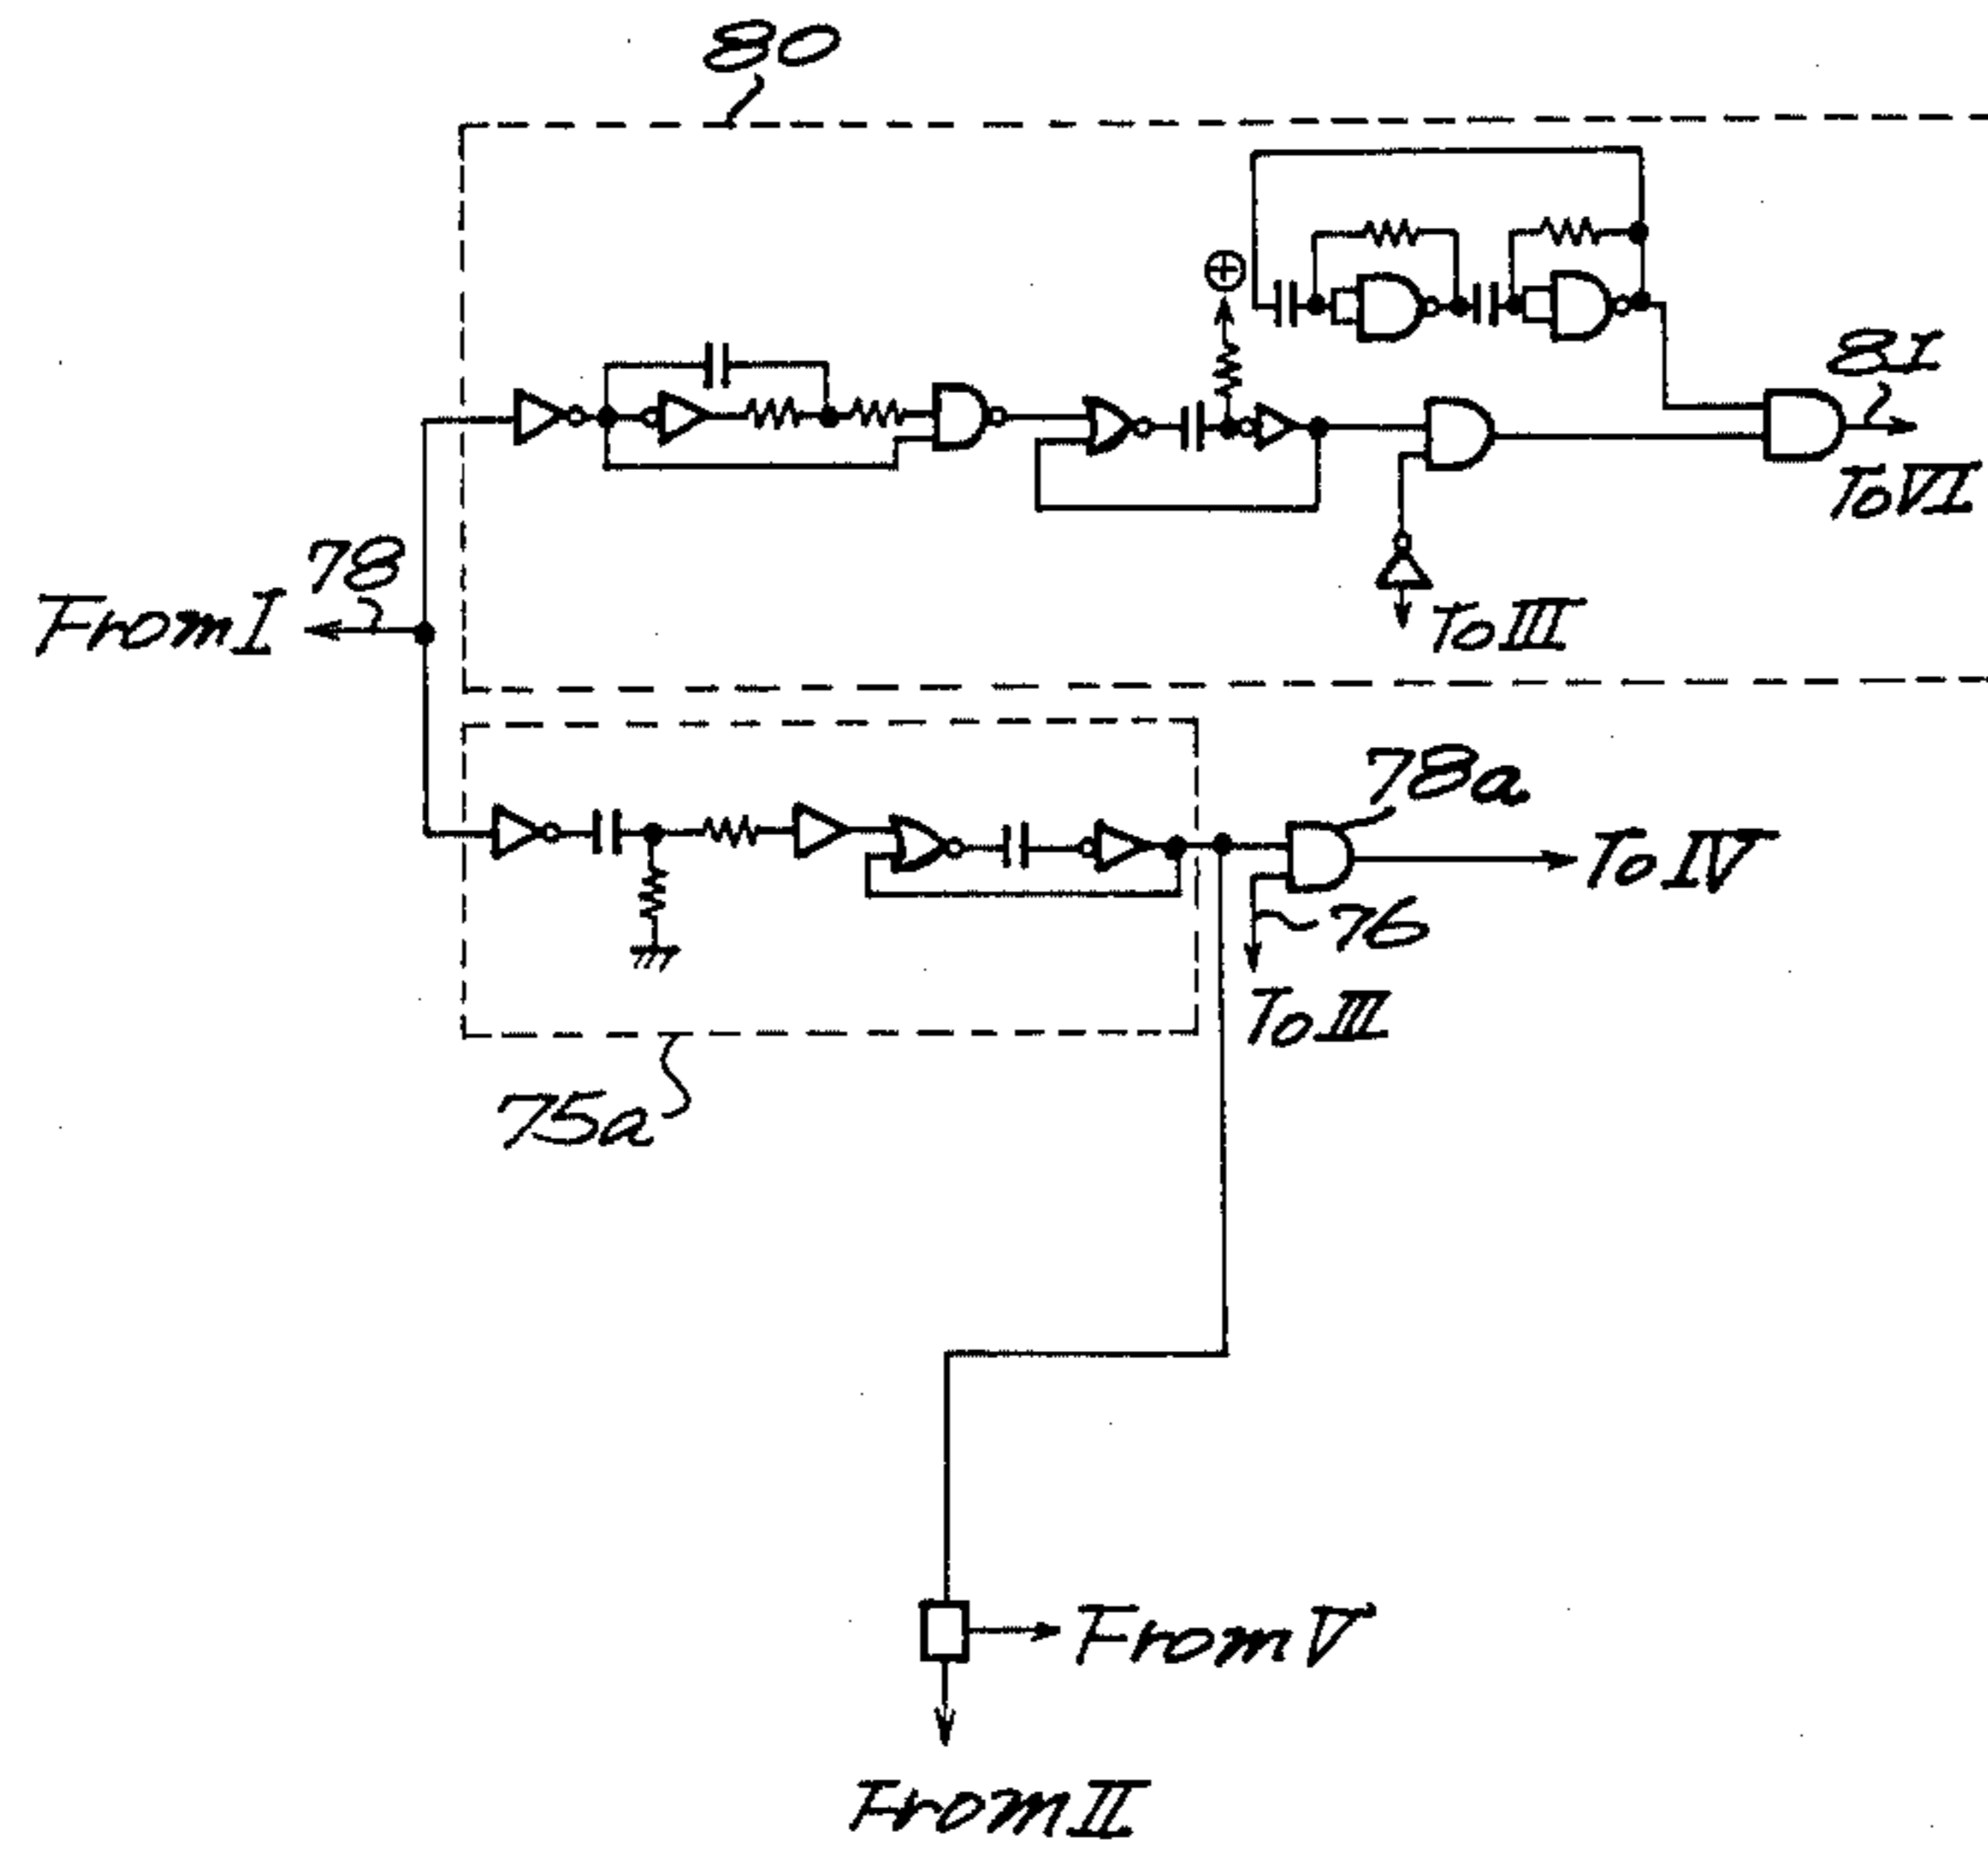 80
81
To VI
78
From I
To III
78a
To IV
76
To III
75a
From V
From II